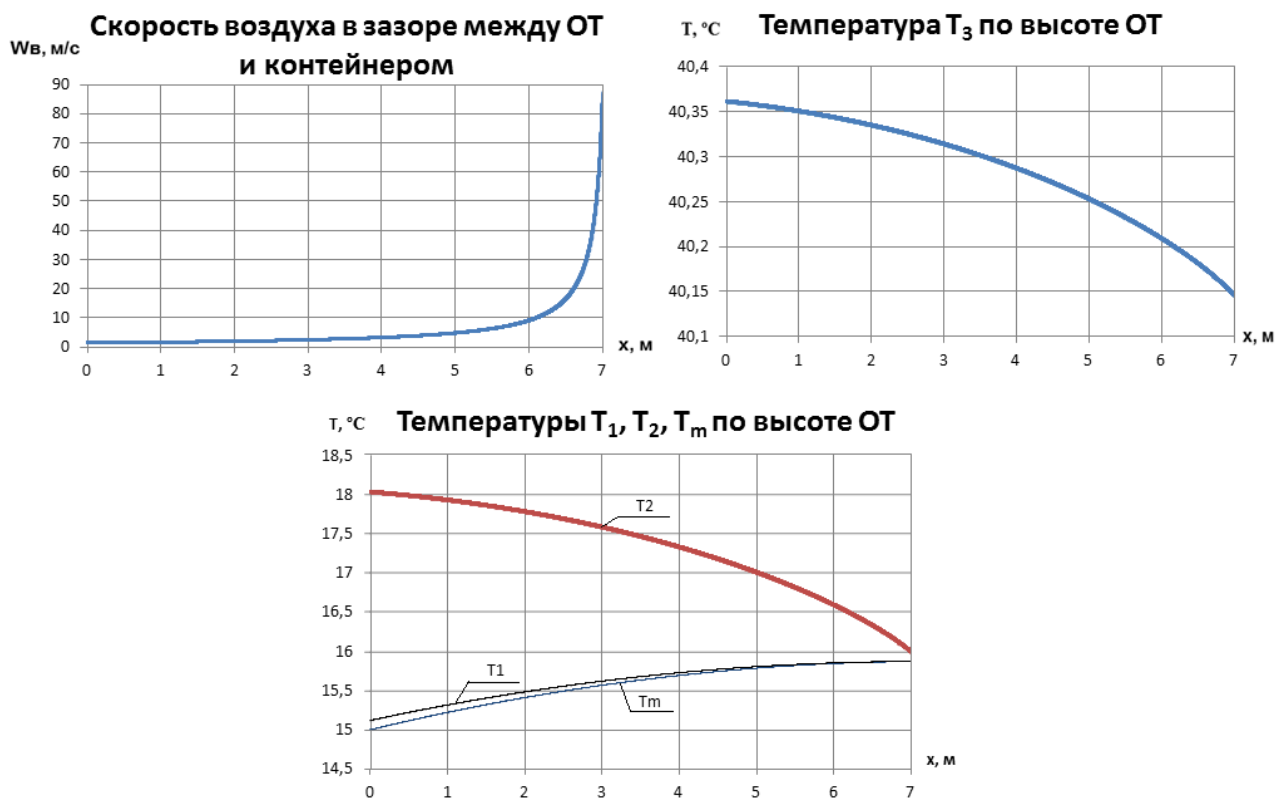 Скорость воздуха в зазоре между ОТ
и контейнером
Wв, м/с
90
80
70
60
50
40
30
20
10
0
0 1 2 3 4 5 6 7
х, м
Температура T3 по высоте ОТ
T, °C
40,4
40,35
40,3
40,25
40,2
40,15
40,1
0 1 2 3 4 5 6 7
х, м
Температуры T1, T2, Tm по высоте ОТ
T, °C
18,5
18
17,5
17
16,5
16
15,5
15
14,5
T2
T1
Tm
0 1 2 3 4 5 6 7
х, м